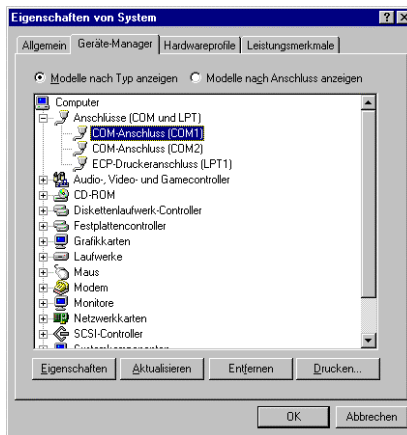 Eigenschaften von System
Allgemein Geräte-Manager Hardwareprofile Leistungsmerkmale
Modelle nach Typ anzeigen Modelle nach Anschluss anzeigen
Computer
Anschlüsse (COM und LPT)
COM-Anschluss (COM1)
COM-Anschluss (COM2)
ECP-Druckeranschluss (LPT1)
Audio-, Video- und Gamecontroller
CD-ROM
Diskettenlaufwerk-Controller
Festplattencontroller
Grafikkarten
Laufwerke
Maus
Modem
Monitore
Netzwerkkarten
SCSI-Controller
Systemkomponenten
Eigenschaften Aktualisieren Entfernen Drucken...
OK Abbrechen